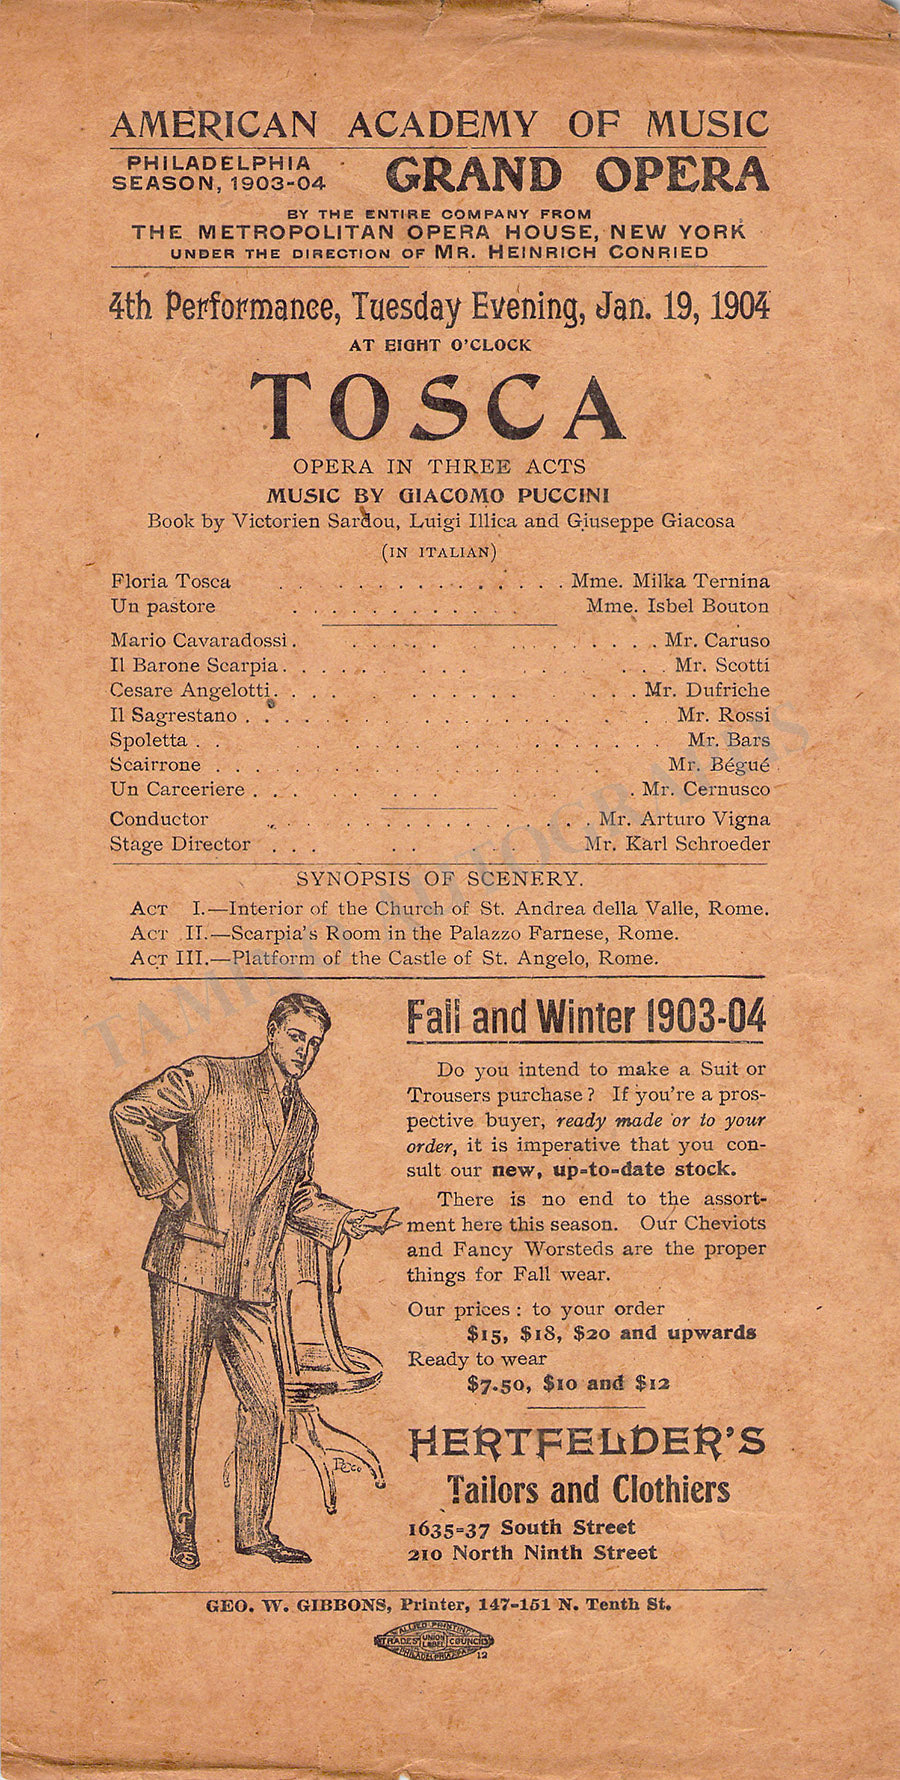 AMERICAN ACADEMY OF MUSIC
PHILADELPHIA
SEASON, 1903-04
GRAND OPERA
BY THE ENTIRE COMPANY FROM
THE METROPOLITAN OPERA HOUSE, NEW YORK
UNDER THE DIRECTION OF MR. HEINRICH CONRIED
4th Performance, Tuesday Evening, Jan. 19, 1904
AT EIGHT O'CLOCK
TOSCA
OPERA IN THREE ACTS
MUSIC BY GIACOMO PUCCINI
Book by Victorien Sardou, Luigi Illica and Giuseppe Giacosa
(IN ITALIAN)
Floria Tosca . . . . . . . . . . . . Mme. Milka Ternina
Un pastore . . . . . . . . . . . . Mme. Isbel Bouton
Mario Cavaradossi . . . . . . . . . . . . Mr. Caruso
Il Barone Scarpia . . . . . . . . . . . . Mr. Scotti
Cesare Angelotti . . . . . . . . . . . . Mr. Dufriche
Il Sagrestano . . . . . . . . . . . . Mr. Rossi
Spoletta . . . . . . . . . . . . Mr. Bars
Scairrone . . . . . . . . . . . . Mr. Bégué
Un Carceriere . . . . . . . . . . . . Mr. Cernusco
Conductor . . . . . . . . . . . . Mr. Arturo Vigna
Stage Director . . . . . . . . . . . . Mr. Karl Schroeder
SYNOPSIS OF SCENERY.
ACT I.—Interior of the Church of St. Andrea della Valle, Rome.
ACT II.—Scarpia's Room in the Palazzo Farnese, Rome.
ACT III.—Platform of the Castle of St. Angelo, Rome.
TAMINO AUTOGRAPHS
Fall and Winter 1903-04
Do you intend to make a Suit or
Trousers purchase? If you're a pros-
pective buyer, ready made or to your
order, it is imperative that you con-
sult our new, up-to-date stock.
There is no end to the assort-
ment here this season. Our Cheviots
and Fancy Worsteds are the proper
things for Fall wear.
Our prices: to your order
$15, $18, $20 and upwards
Ready to wear
$7.50, $10 and $12
HERTFELDER'S
Tailors and Clothiers
1635-37 South Street
210 North Ninth Street
GEO. W. GIBBONS, Printer, 147-151 N. Tenth St.
ALLIED PRINTING
TRADES UNION LABEL COUNCIL
PHILADELPHIA
12